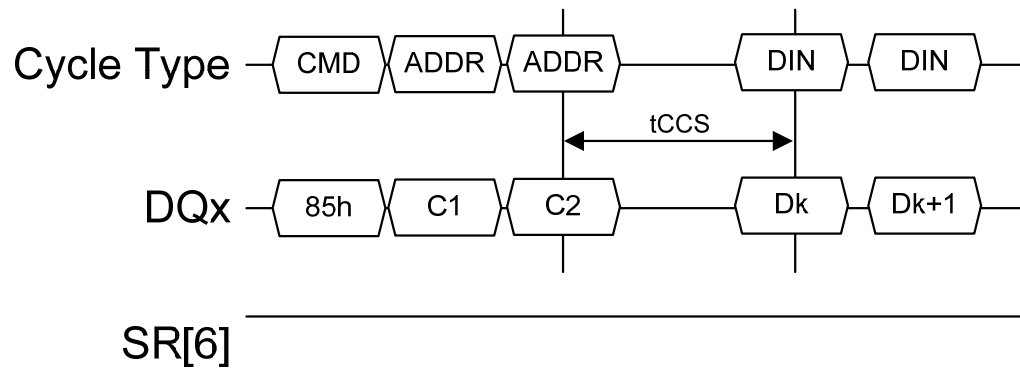 Cycle Type CMD ADDR ADDR DIN DIN
tCCS
DQx 85h C1 C2 Dk Dk+1
SR[6]